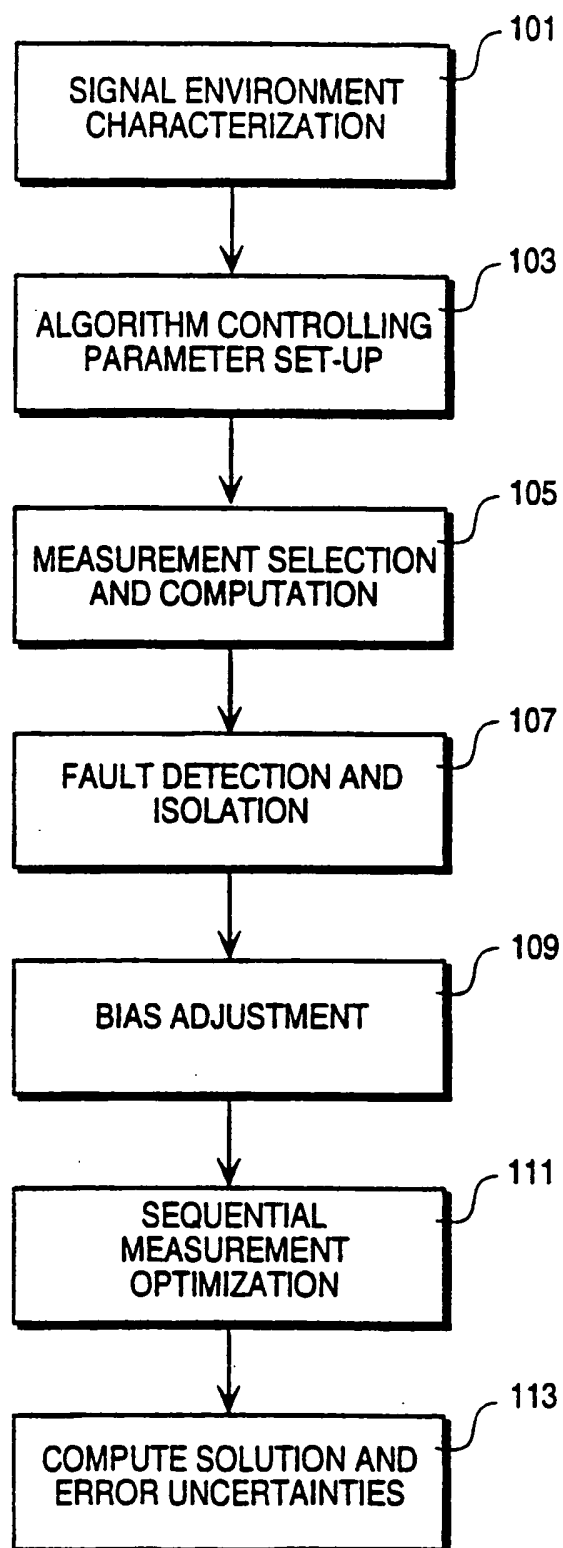 101
SIGNAL ENVIRONMENT
CHARACTERIZATION
103
ALGORITHM CONTROLLING
PARAMETER SET-UP
105
MEASUREMENT SELECTION
AND COMPUTATION
107
FAULT DETECTION AND
ISOLATION
109
BIAS ADJUSTMENT
111
SEQUENTIAL
MEASUREMENT
OPTIMIZATION
113
COMPUTE SOLUTION AND
ERROR UNCERTAINTIES